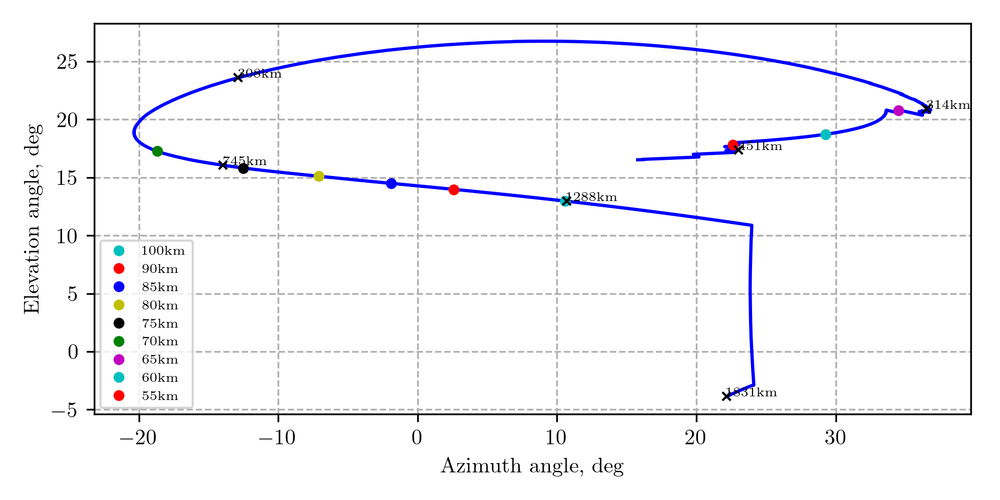 25
20
15
10
5
0
−5
Elevation angle, deg
308km
314km
451km
745km
1288km
1831km
100km
90km
85km
80km
75km
70km
65km
60km
55km
−20
−10
0
10
20
30
Azimuth angle, deg